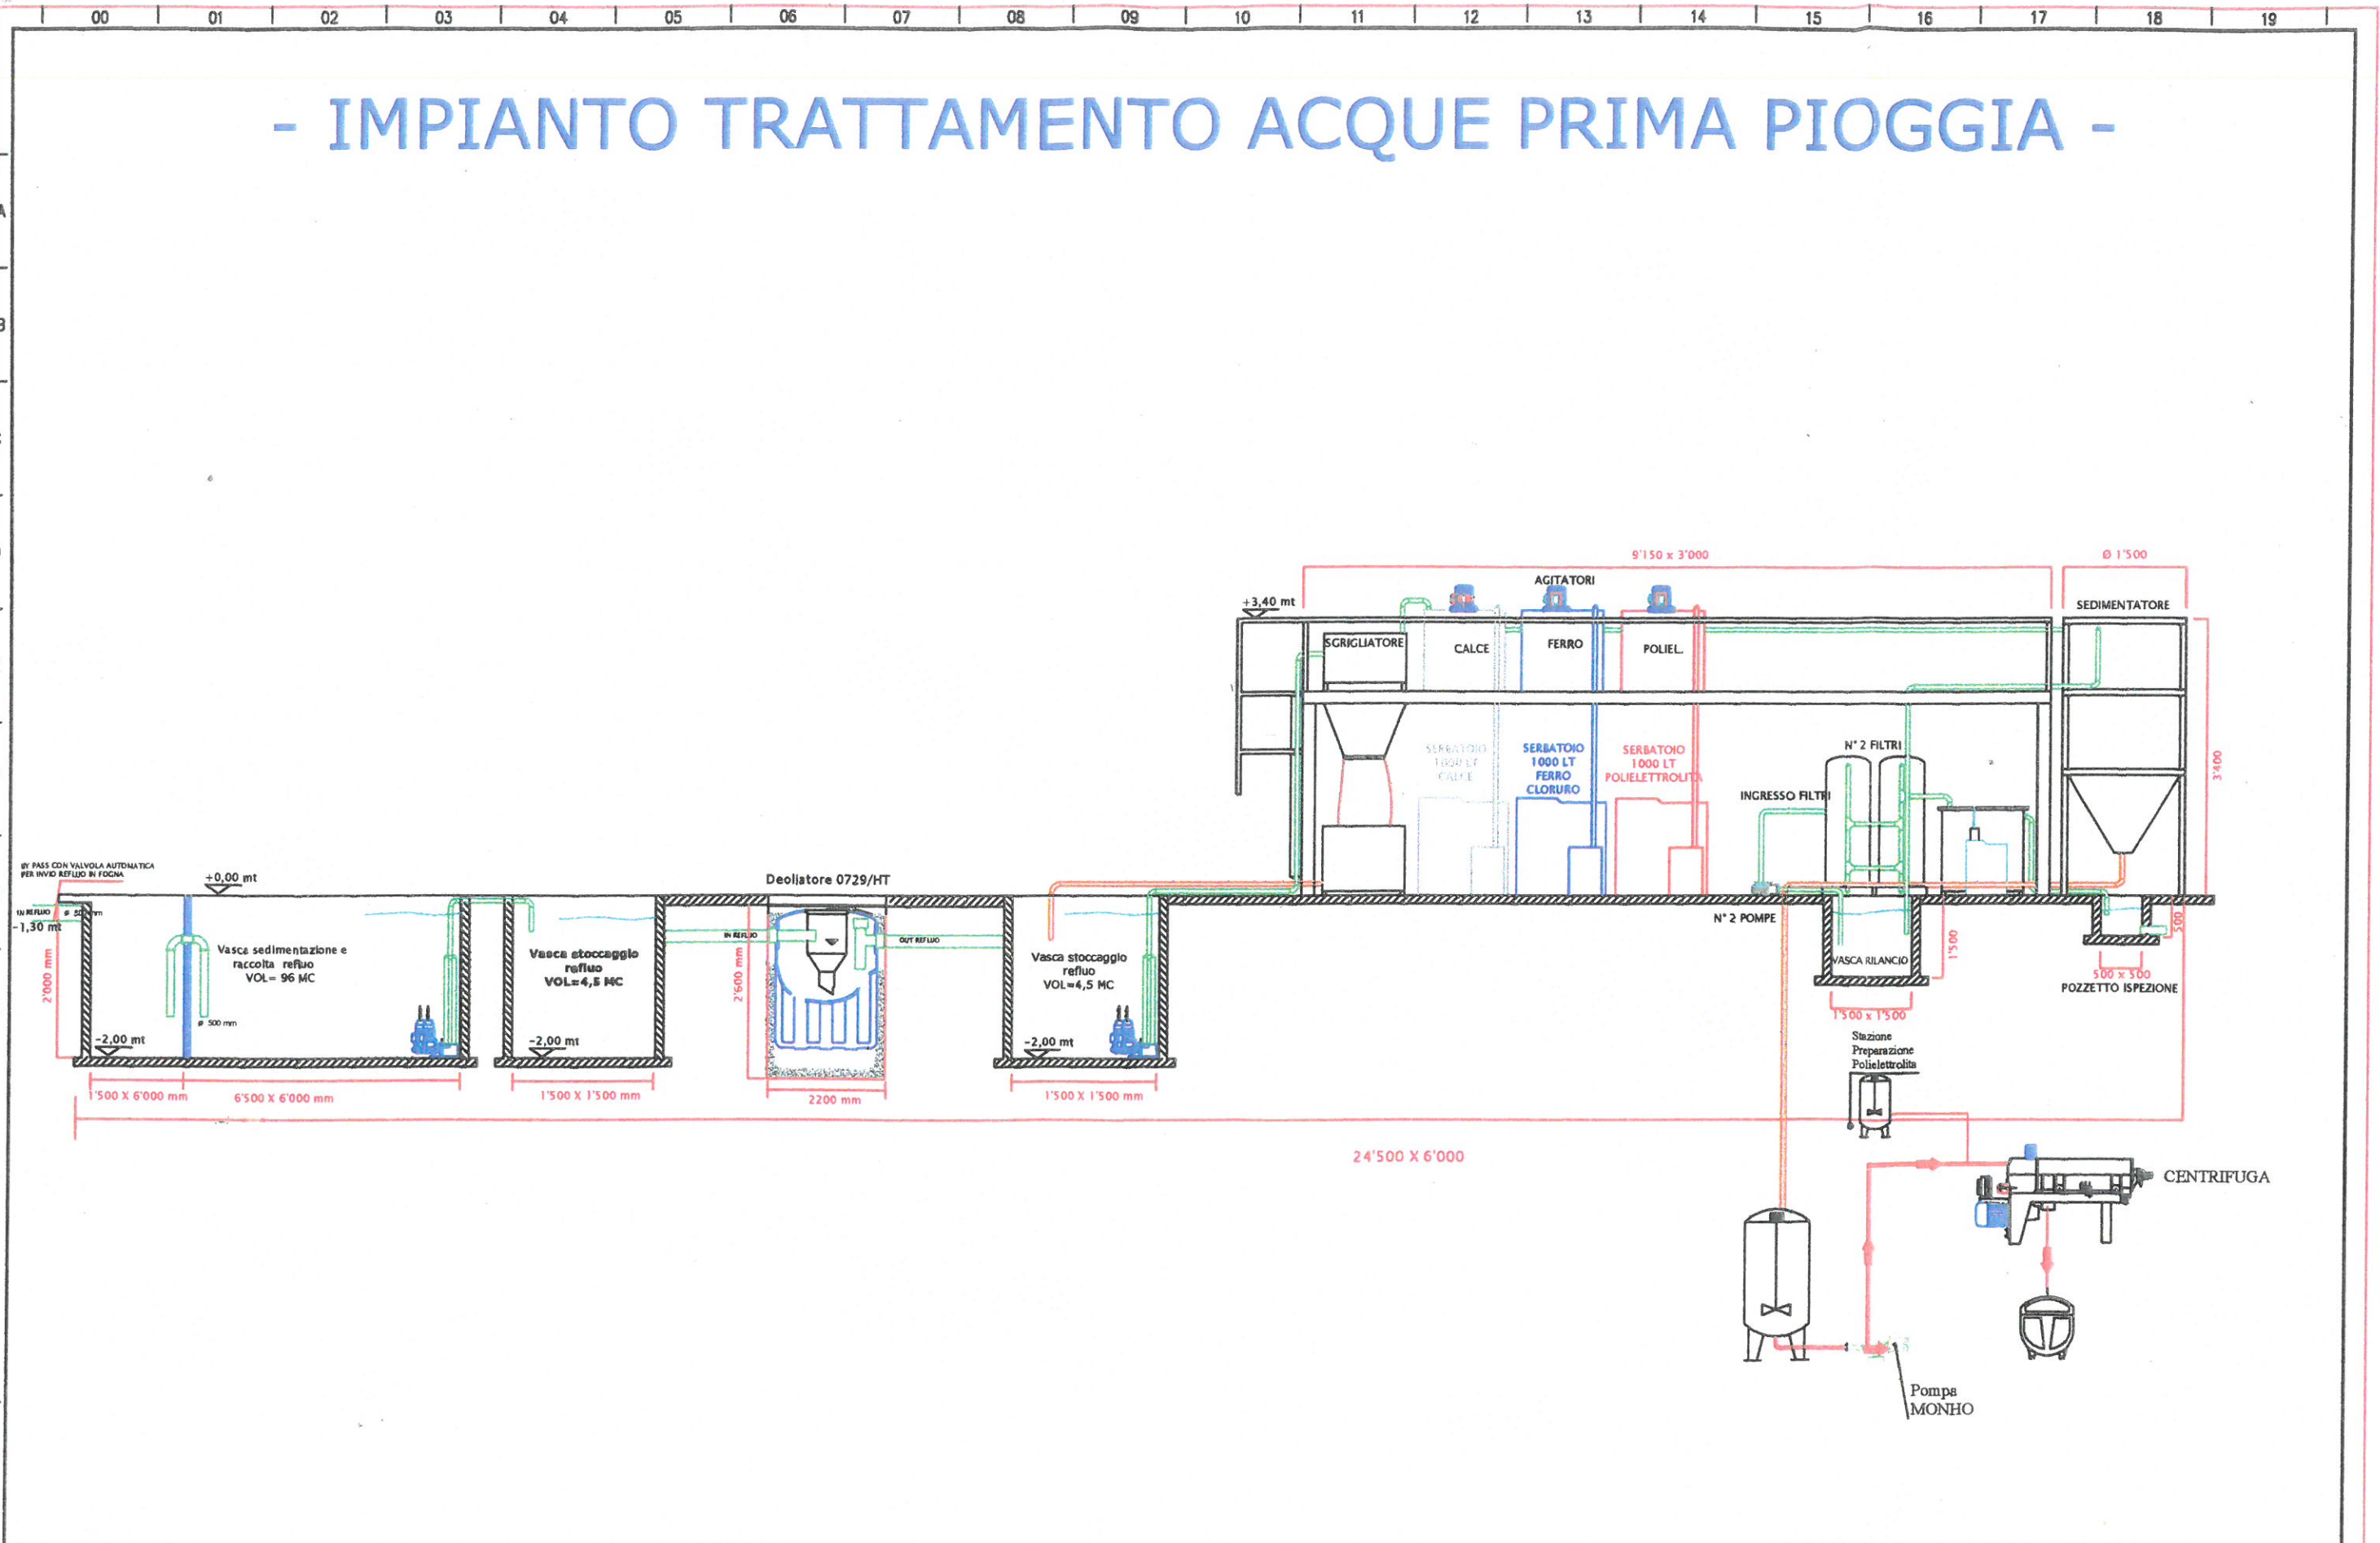 00 01 02 03 04 05 06 07 08 09 10 11 12 13 14 15 16 17 18 19
A
B
- IMPIANTO TRATTAMENTO ACQUE PRIMA PIOGGIA -
9'150 x 3'000
Ø 1'500
AGITATORI
+3,40 mt
SEDIMENTATORE
SGRIGLIATORE
CALCE
FERRO
POLIEL.
SERBATOIO
1000 LT
CALCE
SERBATOIO
1000 LT
FERRO
CLORURO
SERBATOIO
1000 LT
POLIELETTROLITA
N° 2 FILTRI
INGRESSO FILTRI
3'400
BY PASS CON VALVOLA AUTOMATICA
PER INVIO REFLUO IN FOGNA
+0,00 mt
Deoliatore 0729/HT
IN REFLUO
ø 500 mm
-1,30 mt
2'000 mm
Vasca sedimentazione e
raccolta refluo
VOL= 96 MC
ø 500 mm
-2,00 mt
Vasca stoccaggio
refluo
VOL=4,5 MC
-2,00 mt
IN REFLUO
OUT REFLUO
2'600 mm
Vasca stoccaggio
refluo
VOL=4,5 MC
-2,00 mt
N° 2 POMPE
VASCA RILANCIO
1'500
500
500 x 500
POZZETTO ISPEZIONE
1'500 x 1'500
1'500 X 6'000 mm
6'500 X 6'000 mm
1'500 X 1'500 mm
2200 mm
1'500 X 1'500 mm
24'500 X 6'000
Stazione
Preparazione
Polielettrolita
CENTRIFUGA
Pompa
MONHO